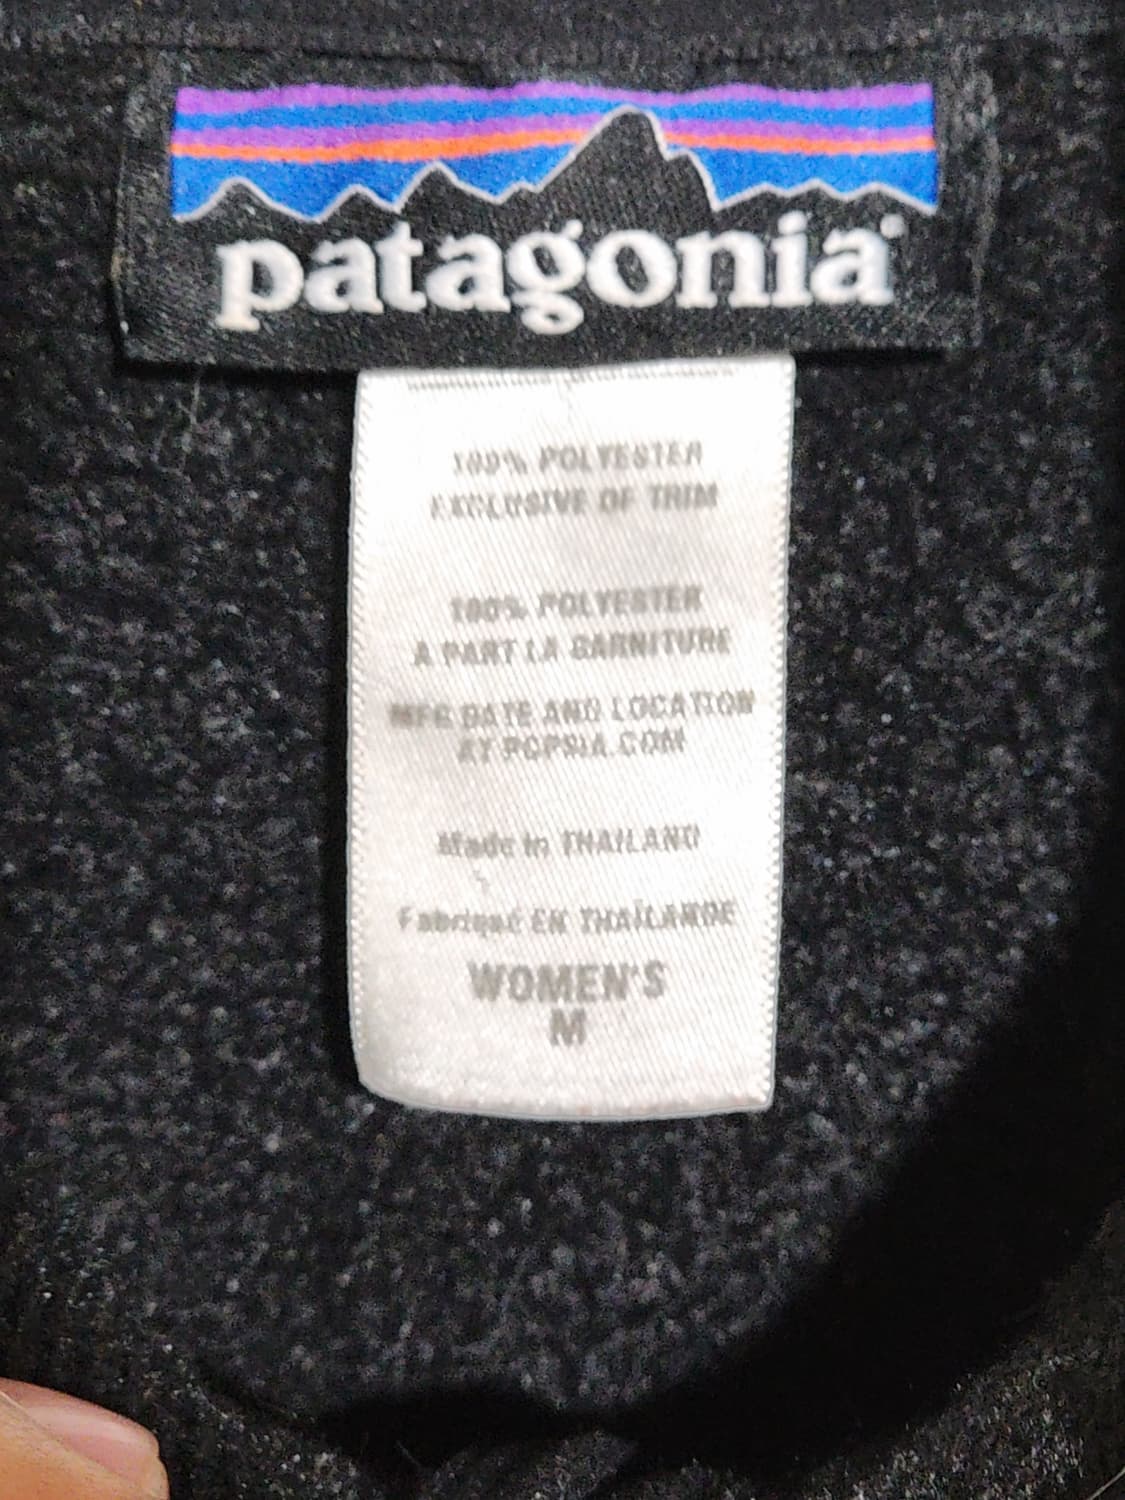 patagonia
100% POLYESTER
EXCLUSIVE OF TRIM
100% POLYESTER
À PART LA GARNITURE
MFG DATE AND LOCATION
AT PGPSIA.COM
Made in THAILAND
Fabriqué EN THAÏLANDE
WOMEN'S
M